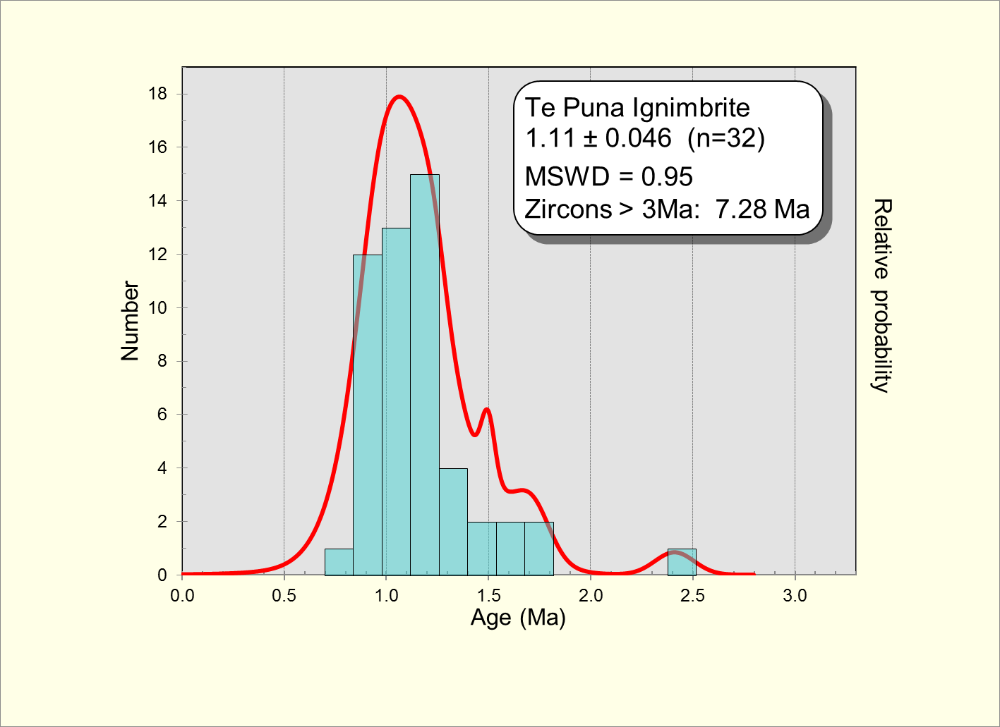 Te Puna Ignimbrite
1.11 ± 0.046 (n=32)
MSWD = 0.95
Zircons > 3Ma: 7.28 Ma
Number
18
16
14
12
10
8
6
4
2
0
0.0 0.5 1.0 1.5 2.0 2.5 3.0
Age (Ma)
Relative probability